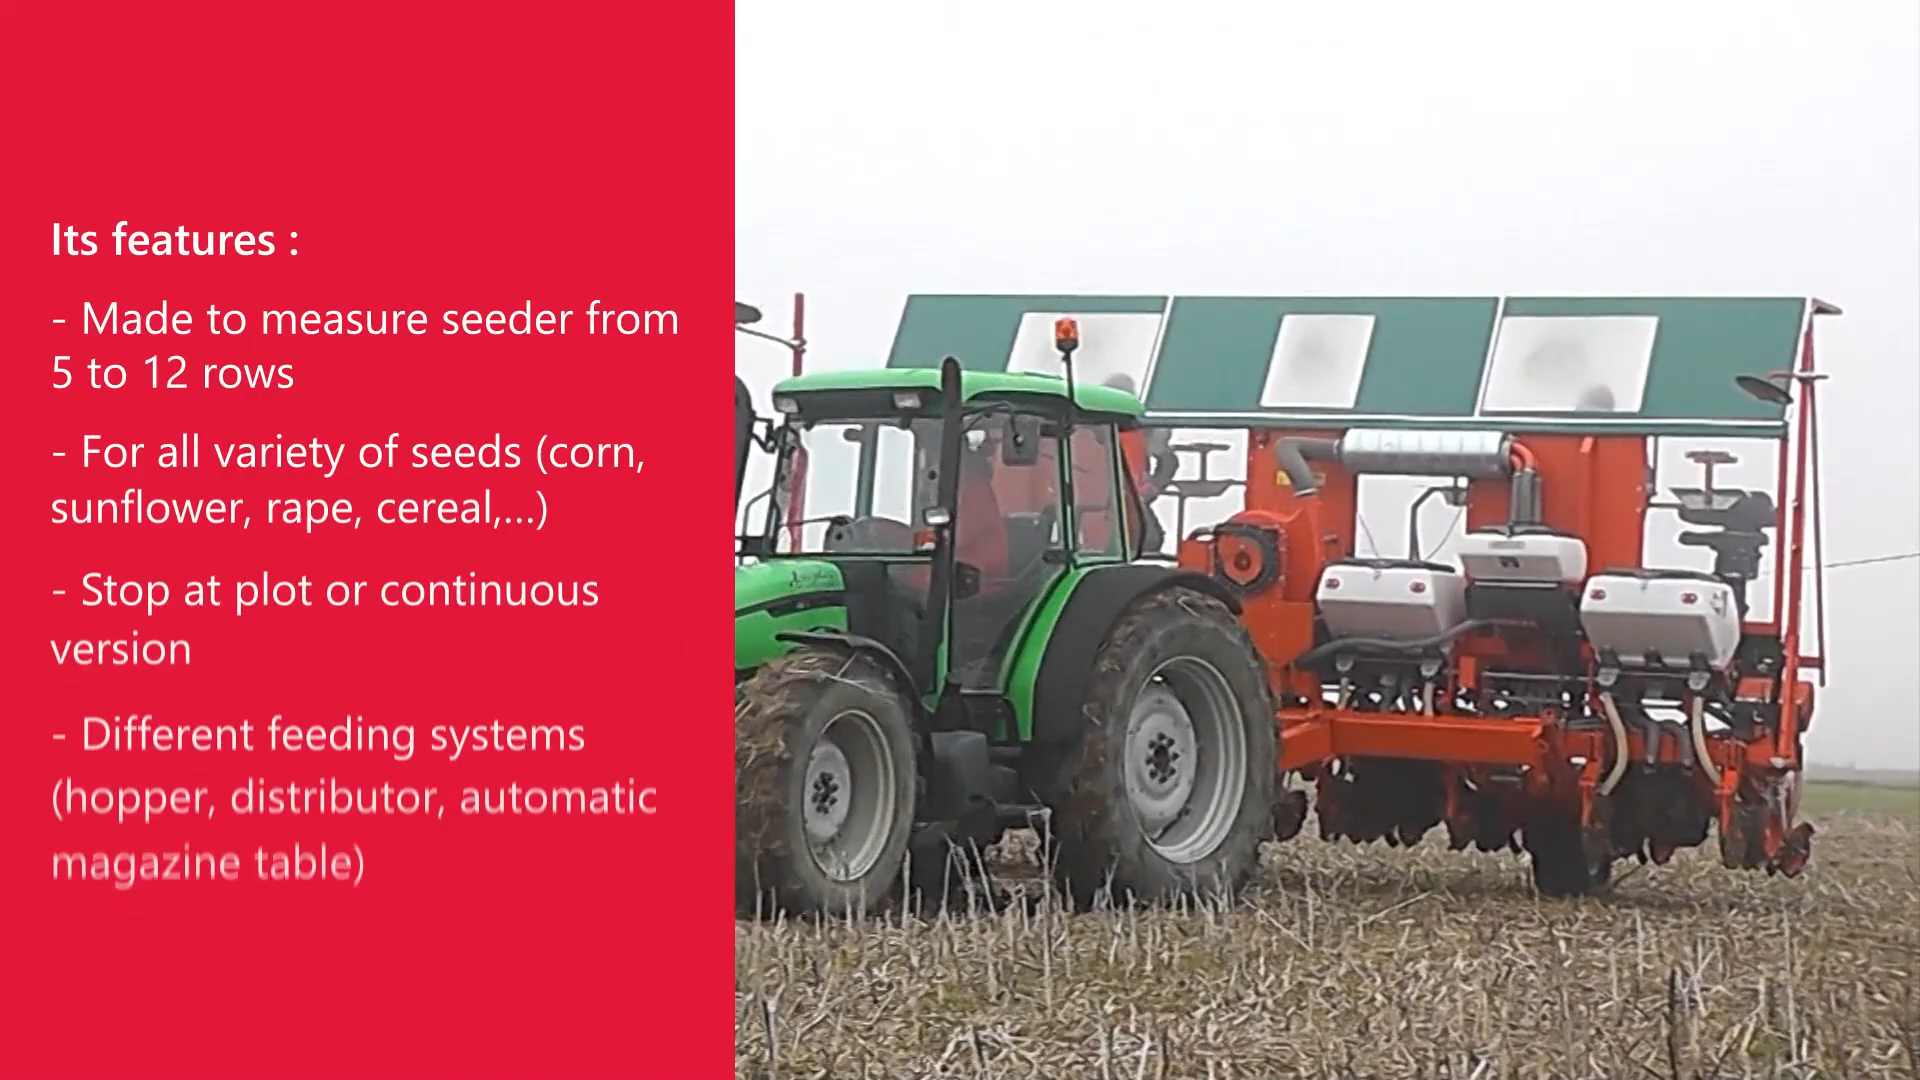 Its features :
- Made to measure seeder from
5 to 12 rows
- For all variety of seeds (corn,
sunflower, rape, cereal,...)
- Stop at plot or continuous
version
- Different feeding systems
(hopper, distributor, automatic
magazine table)